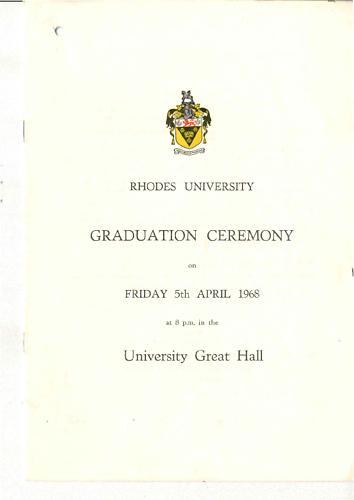 RHODES UNIVERSITY
GRADUATION CEREMONY
on
FRIDAY 5th APRIL 1968
at 8 p.m. in the
University Great Hall